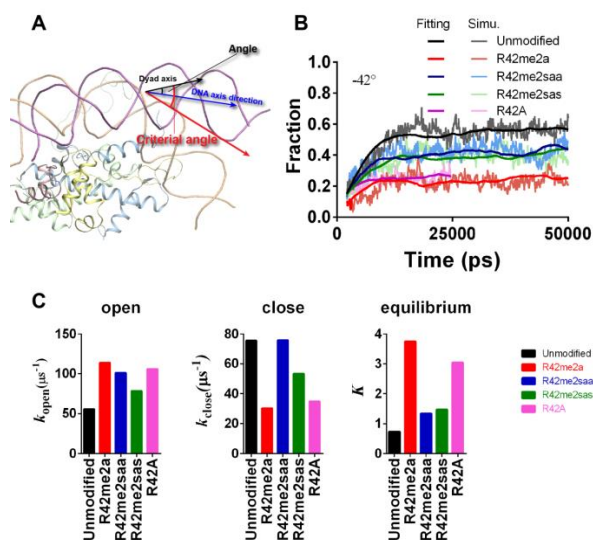 A
Angle
Dyad axis
DNA axis direction
Criterial angle
B
Fitting Simu.
Unmodified
R42me2a
R42me2saa
R42me2sas
R42A
-42°
Fraction
1.0
0.8
0.6
0.4
0.2
0.0
0 25000 50000
Time (ps)
C
open
k_open(μs⁻¹)
150
100
50
0
Unmodified
R42me2a
R42me2saa
R42me2sas
R42A
close
k_close(μs⁻¹)
80
60
40
20
0
Unmodified
R42me2a
R42me2saa
R42me2sas
R42A
equilibrium
K
4
3
2
1
0
Unmodified
R42me2a
R42me2saa
R42me2sas
R42A
Unmodified
R42me2a
R42me2saa
R42me2sas
R42A